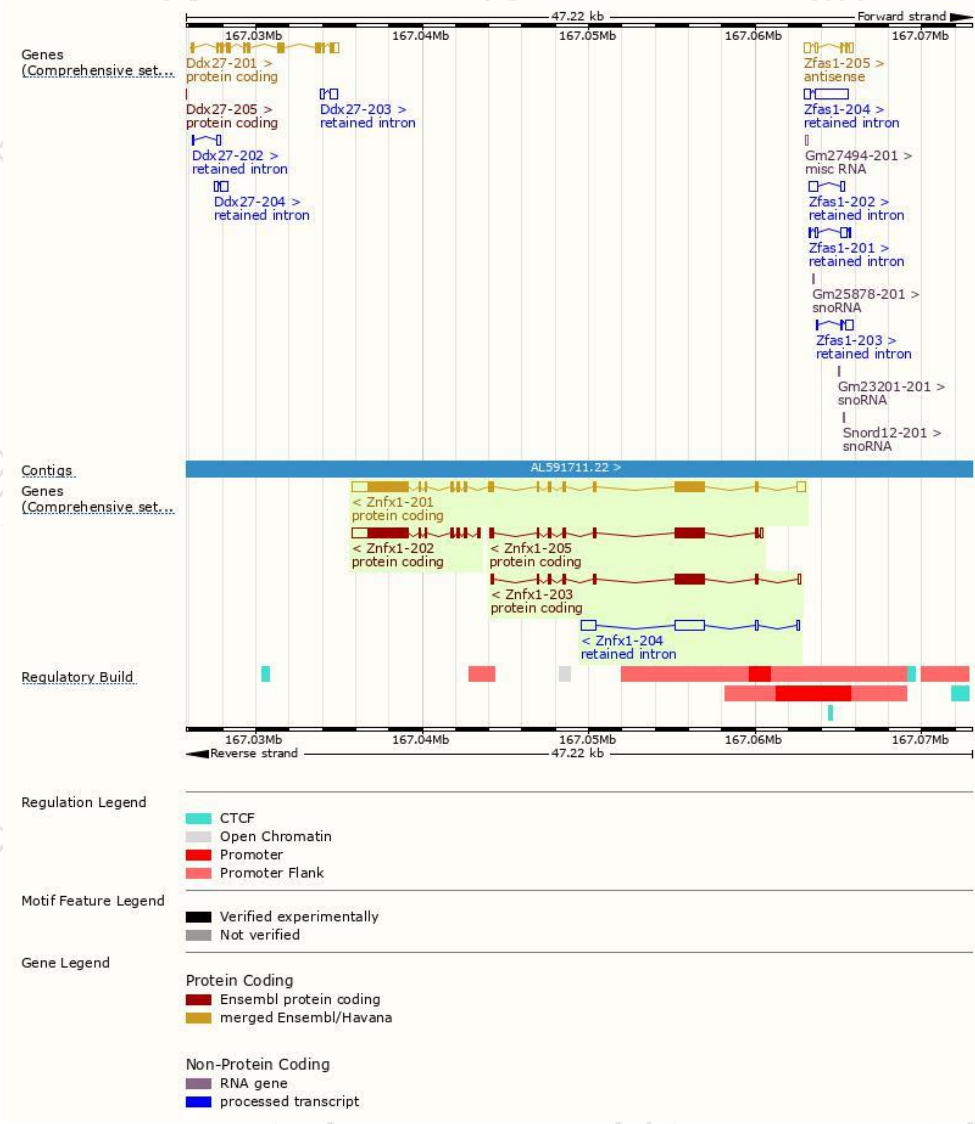 47.22 kb
Forward strand
167.03Mb 167.04Mb 167.05Mb 167.06Mb 167.07Mb
Genes
(Comprehensive set...
Ddx27-201 >
protein coding
Zfas1-205 >
antisense
Ddx27-205 >
protein coding
Ddx27-203 >
retained intron
Zfas1-204 >
retained intron
Ddx27-202 >
retained intron
Gm27494-201 >
misc RNA
Ddx27-204 >
retained intron
Zfas1-202 >
retained intron
Zfas1-201 >
retained intron
Gm25878-201 >
snoRNA
Zfas1-203 >
retained intron
Gm23201-201 >
snoRNA
Snord12-201 >
snoRNA
Contigs
AL591711.22 >
Genes
(Comprehensive set...
< Znfx1-201
protein coding
< Znfx1-202
protein coding
< Znfx1-205
protein coding
< Znfx1-203
protein coding
< Znfx1-204
retained intron
Regulatory Build
167.03Mb 167.04Mb 167.05Mb 167.06Mb 167.07Mb
Reverse strand
47.22 kb
Regulation Legend
CTCF
Open Chromatin
Promoter
Promoter Flank
Motif Feature Legend
Verified experimentally
Not verified
Gene Legend
Protein Coding
Ensembl protein coding
merged Ensembl/Havana
Non-Protein Coding
RNA gene
processed transcript